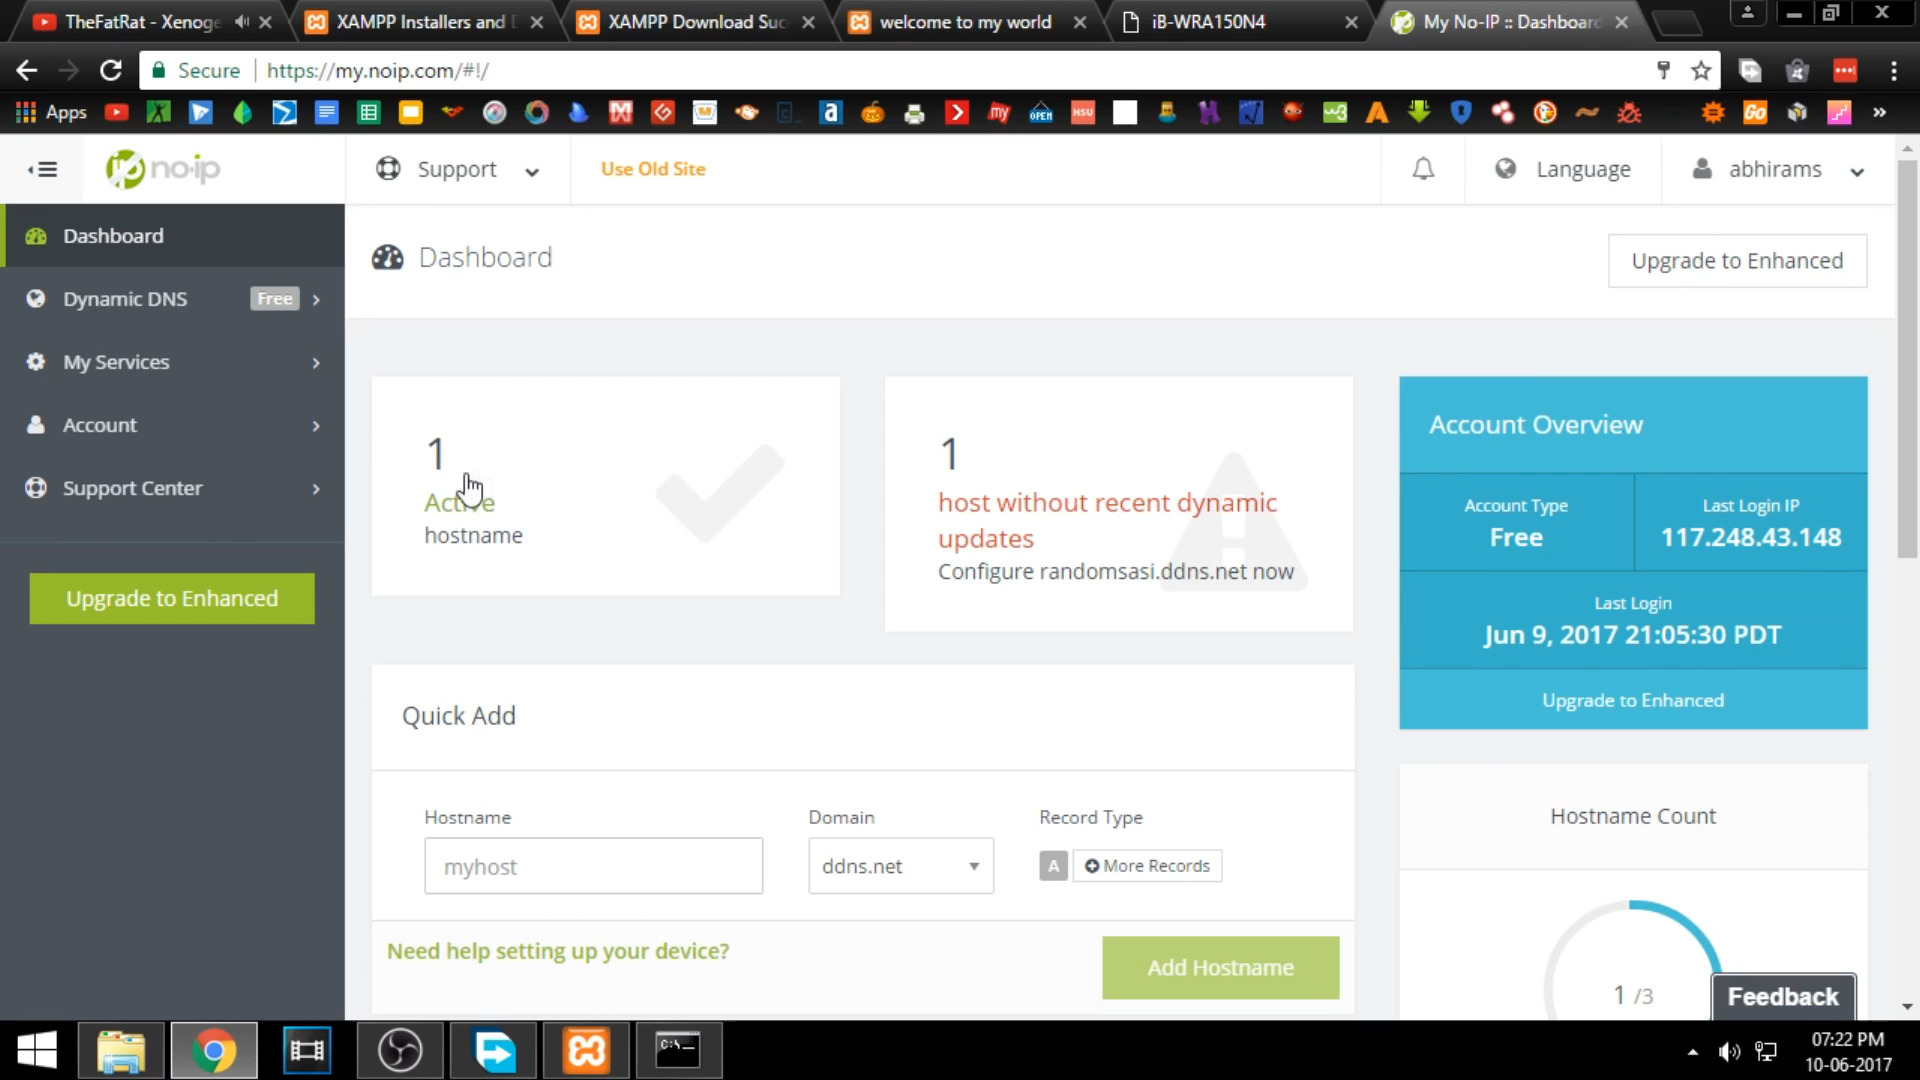 TheFatRat - Xenoge
XAMPP Installers and D
XAMPP Download Suc
welcome to my world
iB-WRA150N4
My No-IP :: Dashboard
Secure https://my.noip.com/#!/
Apps
no-ip
Support
Use Old Site
Language
abhirams
Dashboard
Dynamic DNS Free
My Services
Account
Support Center
Upgrade to Enhanced
Dashboard
Upgrade to Enhanced
1
Active
hostname
1
host without recent dynamic
updates
Configure randomsasi.ddns.net now
Account Overview
Account Type
Free
Last Login IP
117.248.43.148
Last Login
Jun 9, 2017 21:05:30 PDT
Upgrade to Enhanced
Quick Add
Hostname
myhost
Domain
ddns.net
Record Type
A More Records
Need help setting up your device?
Add Hostname
Hostname Count
1 /3
Feedback
07:22 PM
10-06-2017